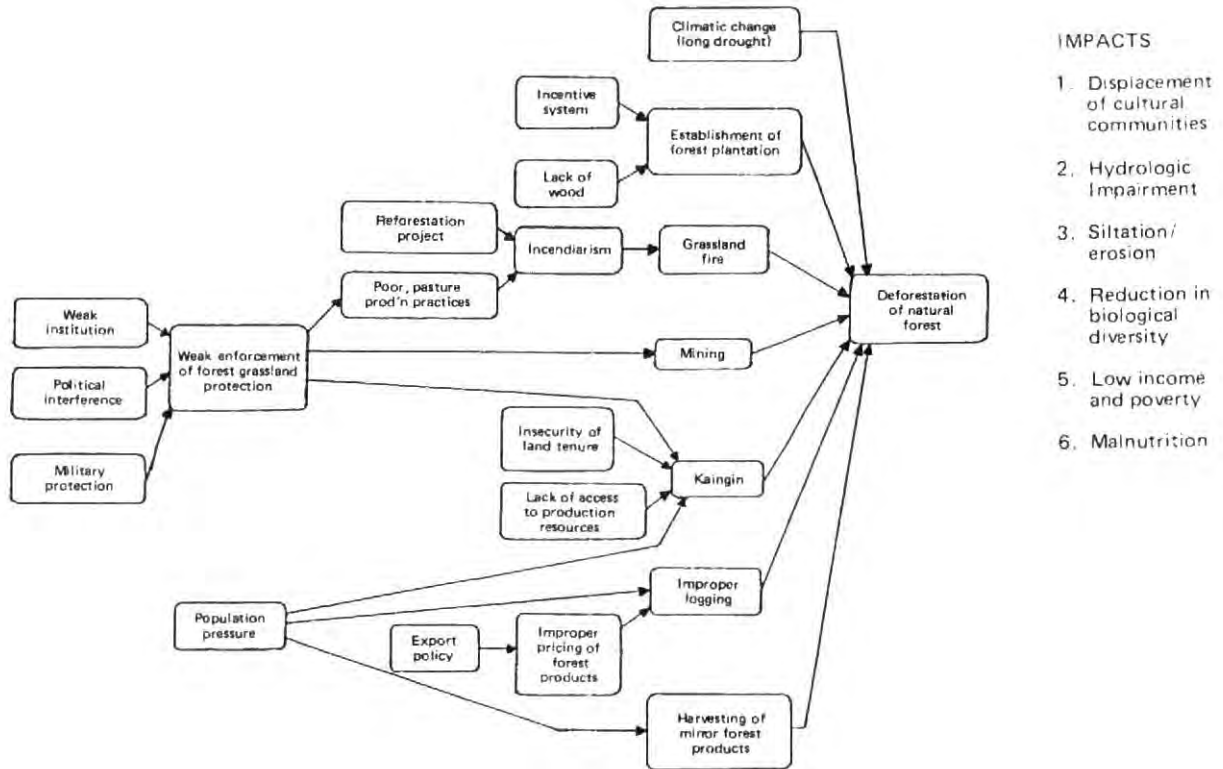 Climatic change
(long drought)
Incentive
system
Establishment of
forest plantation
Lack of
wood
Reforestation
project
Incendiarism
Grassland
fire
Poor, pasture
prod'n practices
Deforestation
of natural
forest
Weak
institution
Weak enforcement
of forest grassland
protection
Mining
Political
interference
Insecurity of
land tenure
Military
protection
Kaingin
Lack of access
to production
resources
Improper
logging
Population
pressure
Export
policy
Improper
pricing of
forest
products
Harvesting of
minor forest
products
IMPACTS
1. Displacement
of cultural
communities
2. Hydrologic
Impairment
3. Siltation/
erosion
4. Reduction in
biological
diversity
5. Low income
and poverty
6. Malnutrition